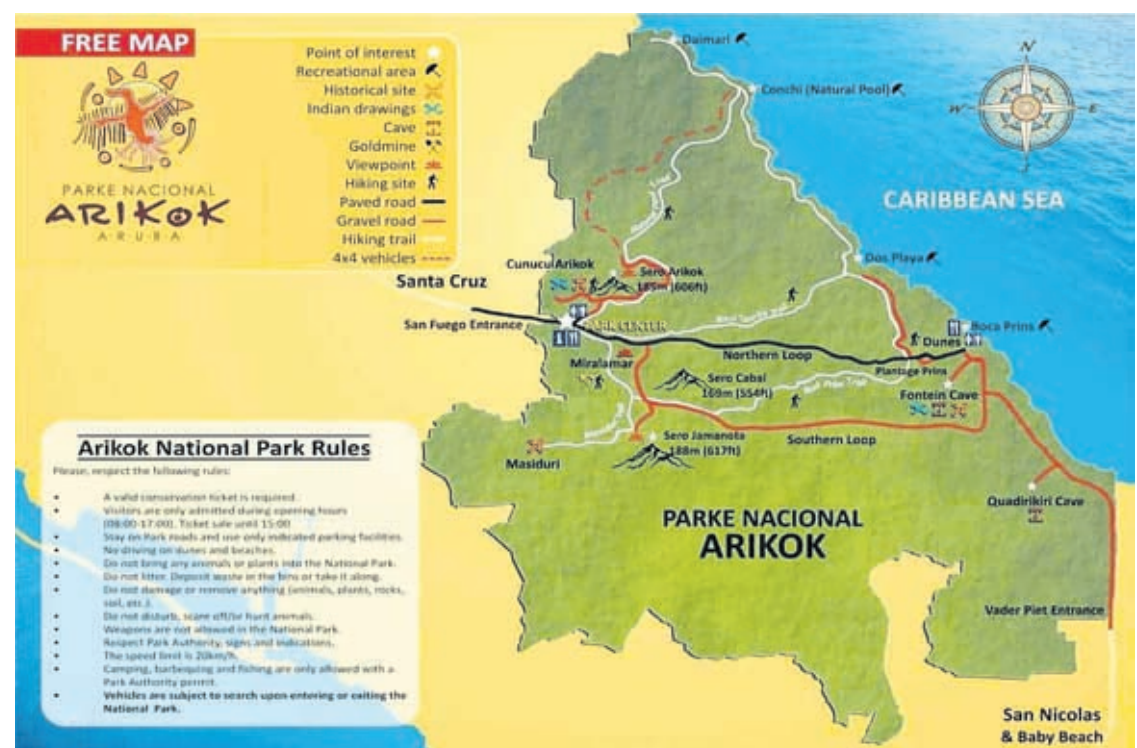 FREE MAP
PARKE NACIONAL
ARIKOK
ARUBA
Point of interest
Recreational area
Historical site
Indian drawings
Cave
Goldmine
Viewpoint
Hiking site
Paved road
Gravel road
Hiking trail
4x4 vehicles
Daimari
Conchi (Natural Pool)
N
W
E
S
CARIBBEAN SEA
Dos Playa
Cunucu Arikok
Sero Arikok
185m (606ft)
Santa Cruz
San Fuego Entrance
PARK CENTER
Boca Prins
Dunes
Miralamar
Northern Loop
Plantage Prins
Sero Cabai
169m (554ft)
Fontein Cave
Sero Jamanota
188m (617ft)
Southern Loop
Masiduri
Quadirikiri Cave
PARKE NACIONAL
ARIKOK
Vader Piet Entrance
San Nicolas
& Baby Beach
Arikok National Park Rules
Please, respect the following rules:
• A valid conservation ticket is required.
• Visitors are only admitted during opening hours
(08:00-17:00). Ticket sale until 15:00
• Stay on Park roads and use only indicated parking facilities.
• No driving on dunes and beaches.
• Do not bring any animals or plants into the National Park.
• Do not litter. Deposit waste in the bins or take it along.
• Do not damage or remove anything (animals, plants, rocks,
soil, etc.).
• Do not disturb, scare off/or hunt animals.
• Weapons are not allowed in the National Park.
• Respect Park Authority, signs and indications.
• The speed limit is 20km/h.
• Camping, barbequing and fishing are only allowed with a
Park Authority permit.
• Vehicles are subject to search upon entering or exiting the
National Park.